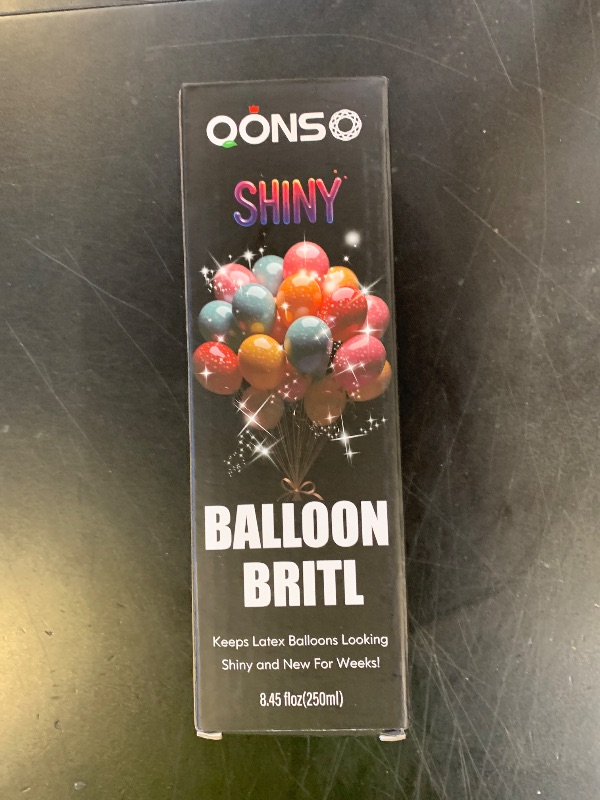 QONSO
SHINY
BALLOON
BRITL
Keeps Latex Balloons Looking
Shiny and New For Weeks!
8.45 floz(250ml)